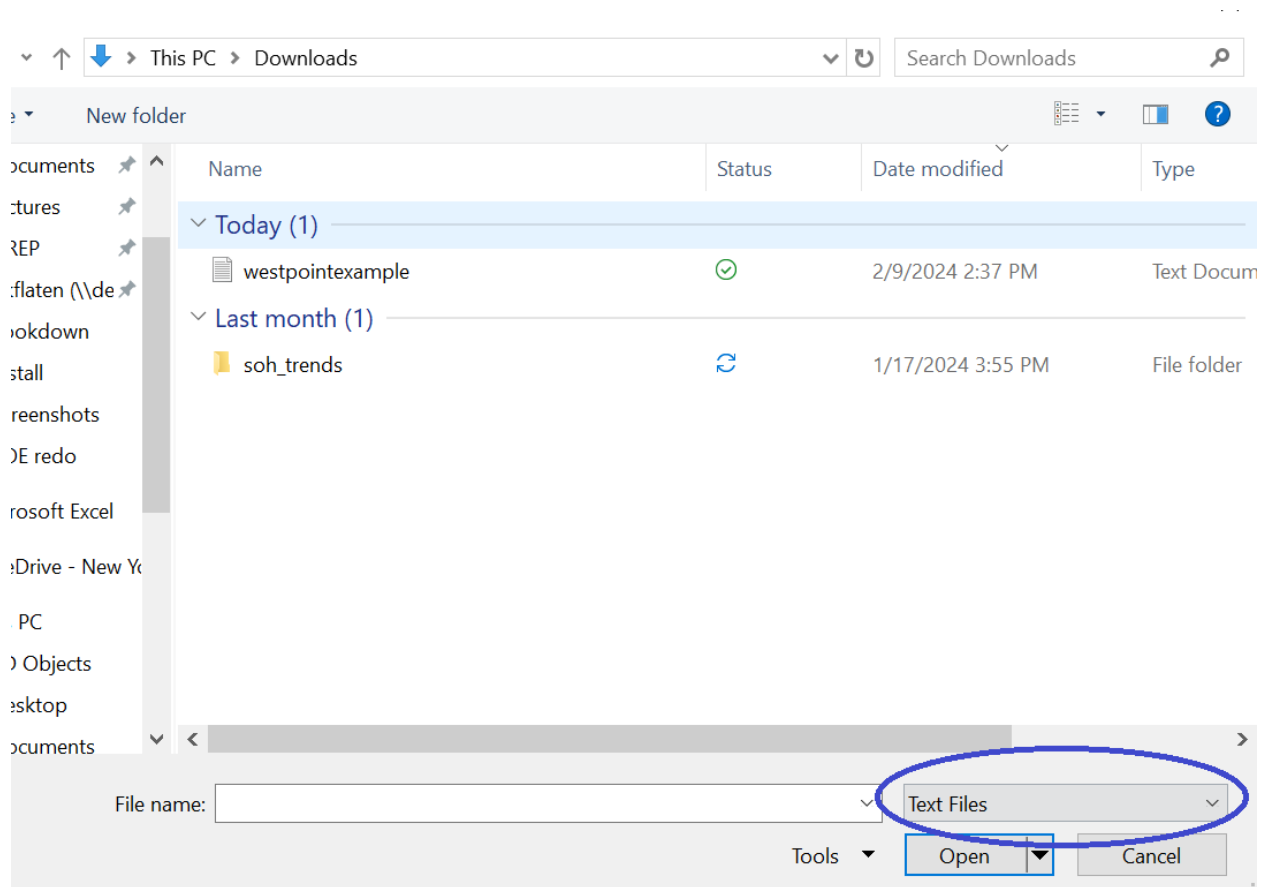 This PC > Downloads
Search Downloads
New folder
?
Name Status Date modified Type
ocuments
ctures
REP
tflaten (\\de
ookdown
stall
reenshots
DE redo
rosoft Excel
eDrive - New Yo
PC
D Objects
esktop
ocuments
Today (1)
westpointexample 2/9/2024 2:37 PM Text Docum
Last month (1)
soh_trends 1/17/2024 3:55 PM File folder
File name: Text Files
Tools Open Cancel